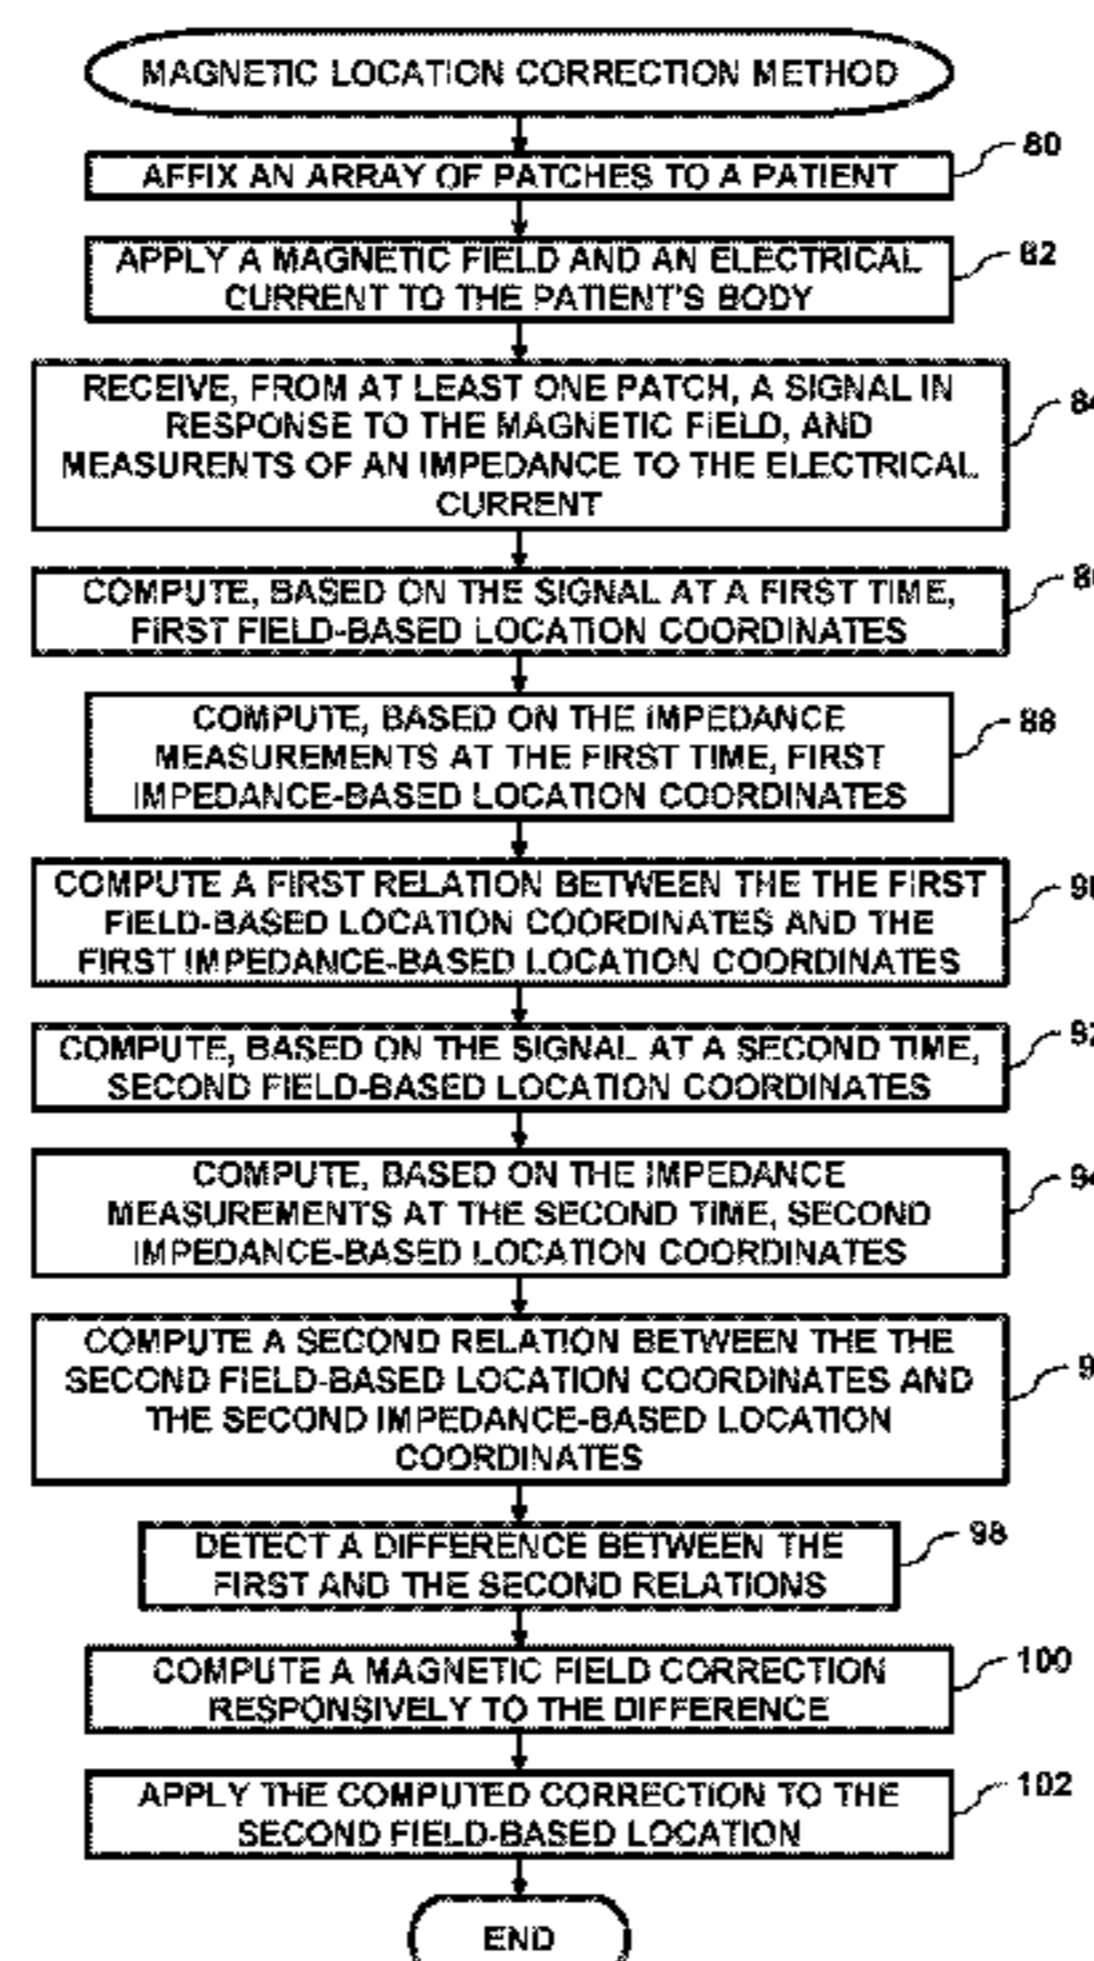 MAGNETIC LOCATION CORRECTION METHOD
80
AFFIX AN ARRAY OF PATCHES TO A PATIENT
82
APPLY A MAGNETIC FIELD AND AN ELECTRICAL
CURRENT TO THE PATIENT'S BODY
RECEIVE, FROM AT LEAST ONE PATCH, A SIGNAL IN
RESPONSE TO THE MAGNETIC FIELD, AND
MEASURENTS OF AN IMPEDANCE TO THE ELECTRICAL
CURRENT
COMPUTE, BASED ON THE SIGNAL AT A FIRST TIME,
FIRST FIELD-BASED LOCATION COORDINATES
88
COMPUTE, BASED ON THE IMPEDANCE
MEASUREMENTS AT THE FIRST TIME, FIRST
IMPEDANCE-BASED LOCATION COORDINATES
COMPUTE A FIRST RELATION BETWEEN THE THE FIRST
FIELD-BASED LOCATION COORDINATES AND THE
FIRST IMPEDANCE-BASED LOCATION COORDINATES
COMPUTE, BASED ON THE SIGNAL AT A SECOND TIME,
SECOND FIELD-BASED LOCATION COORDINATES
COMPUTE, BASED ON THE IMPEDANCE
MEASUREMENTS AT THE SECOND TIME, SECOND
IMPEDANCE-BASED LOCATION COORDINATES
COMPUTE A SECOND RELATION BETWEEN THE THE
SECOND FIELD-BASED LOCATION COORDINATES AND
THE SECOND IMPEDANCE-BASED LOCATION
COORDINATES
98
DETECT A DIFFERENCE BETWEEN THE
FIRST AND THE SECOND RELATIONS
100
COMPUTE A MAGNETIC FIELD CORRECTION
RESPONSIVELY TO THE DIFFERENCE
102
APPLY THE COMPUTED CORRECTION TO THE
SECOND FIELD-BASED LOCATION
END